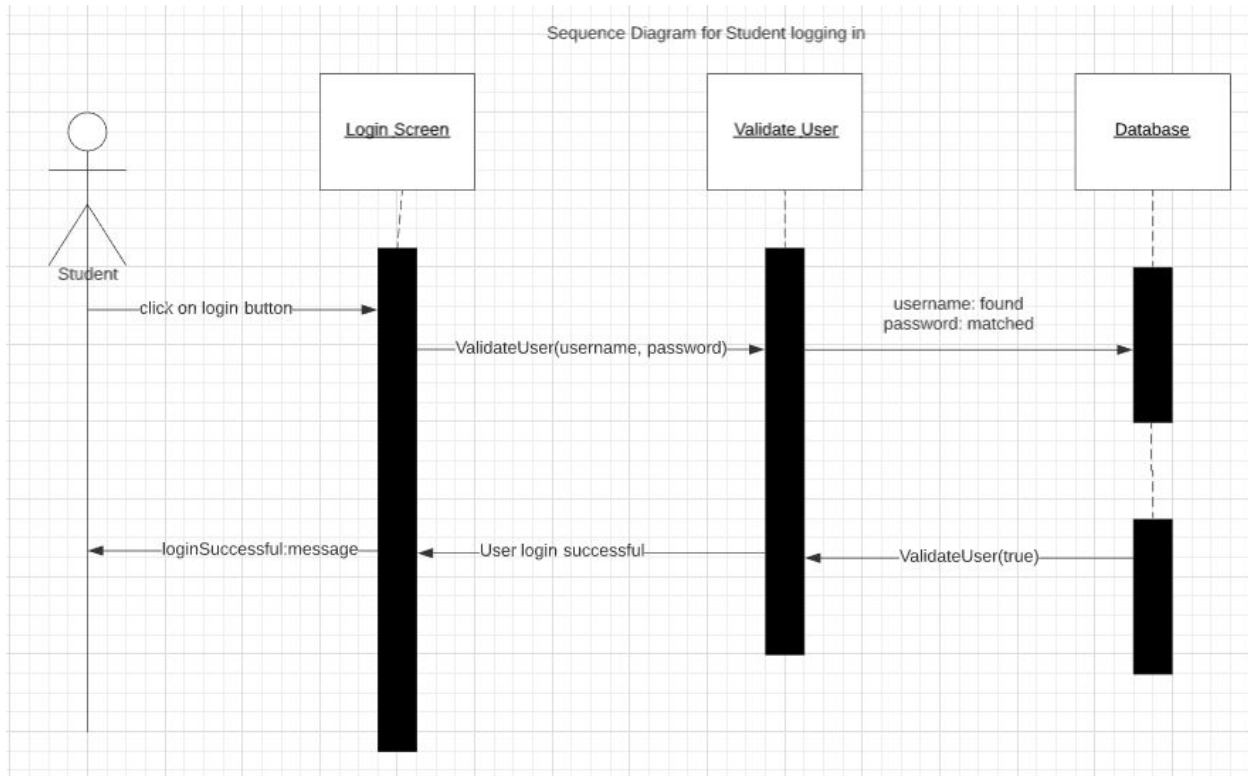 Sequence Diagram for Student logging in
Login Screen
Validate User
Database
Student
click on login button
ValidateUser(username, password)
username: found
password: matched
loginSuccessful:message
User login successful
ValidateUser(true)